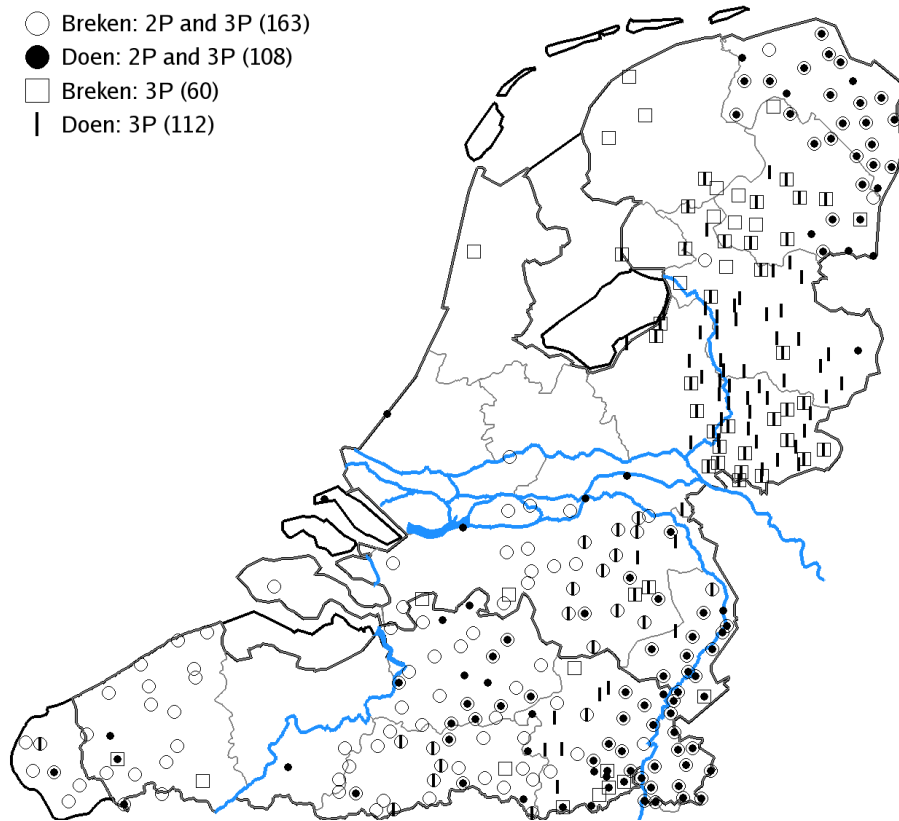 Breken: 2P and 3P (163)
Doen: 2P and 3P (108)
Breken: 3P (60)
Doen: 3P (112)